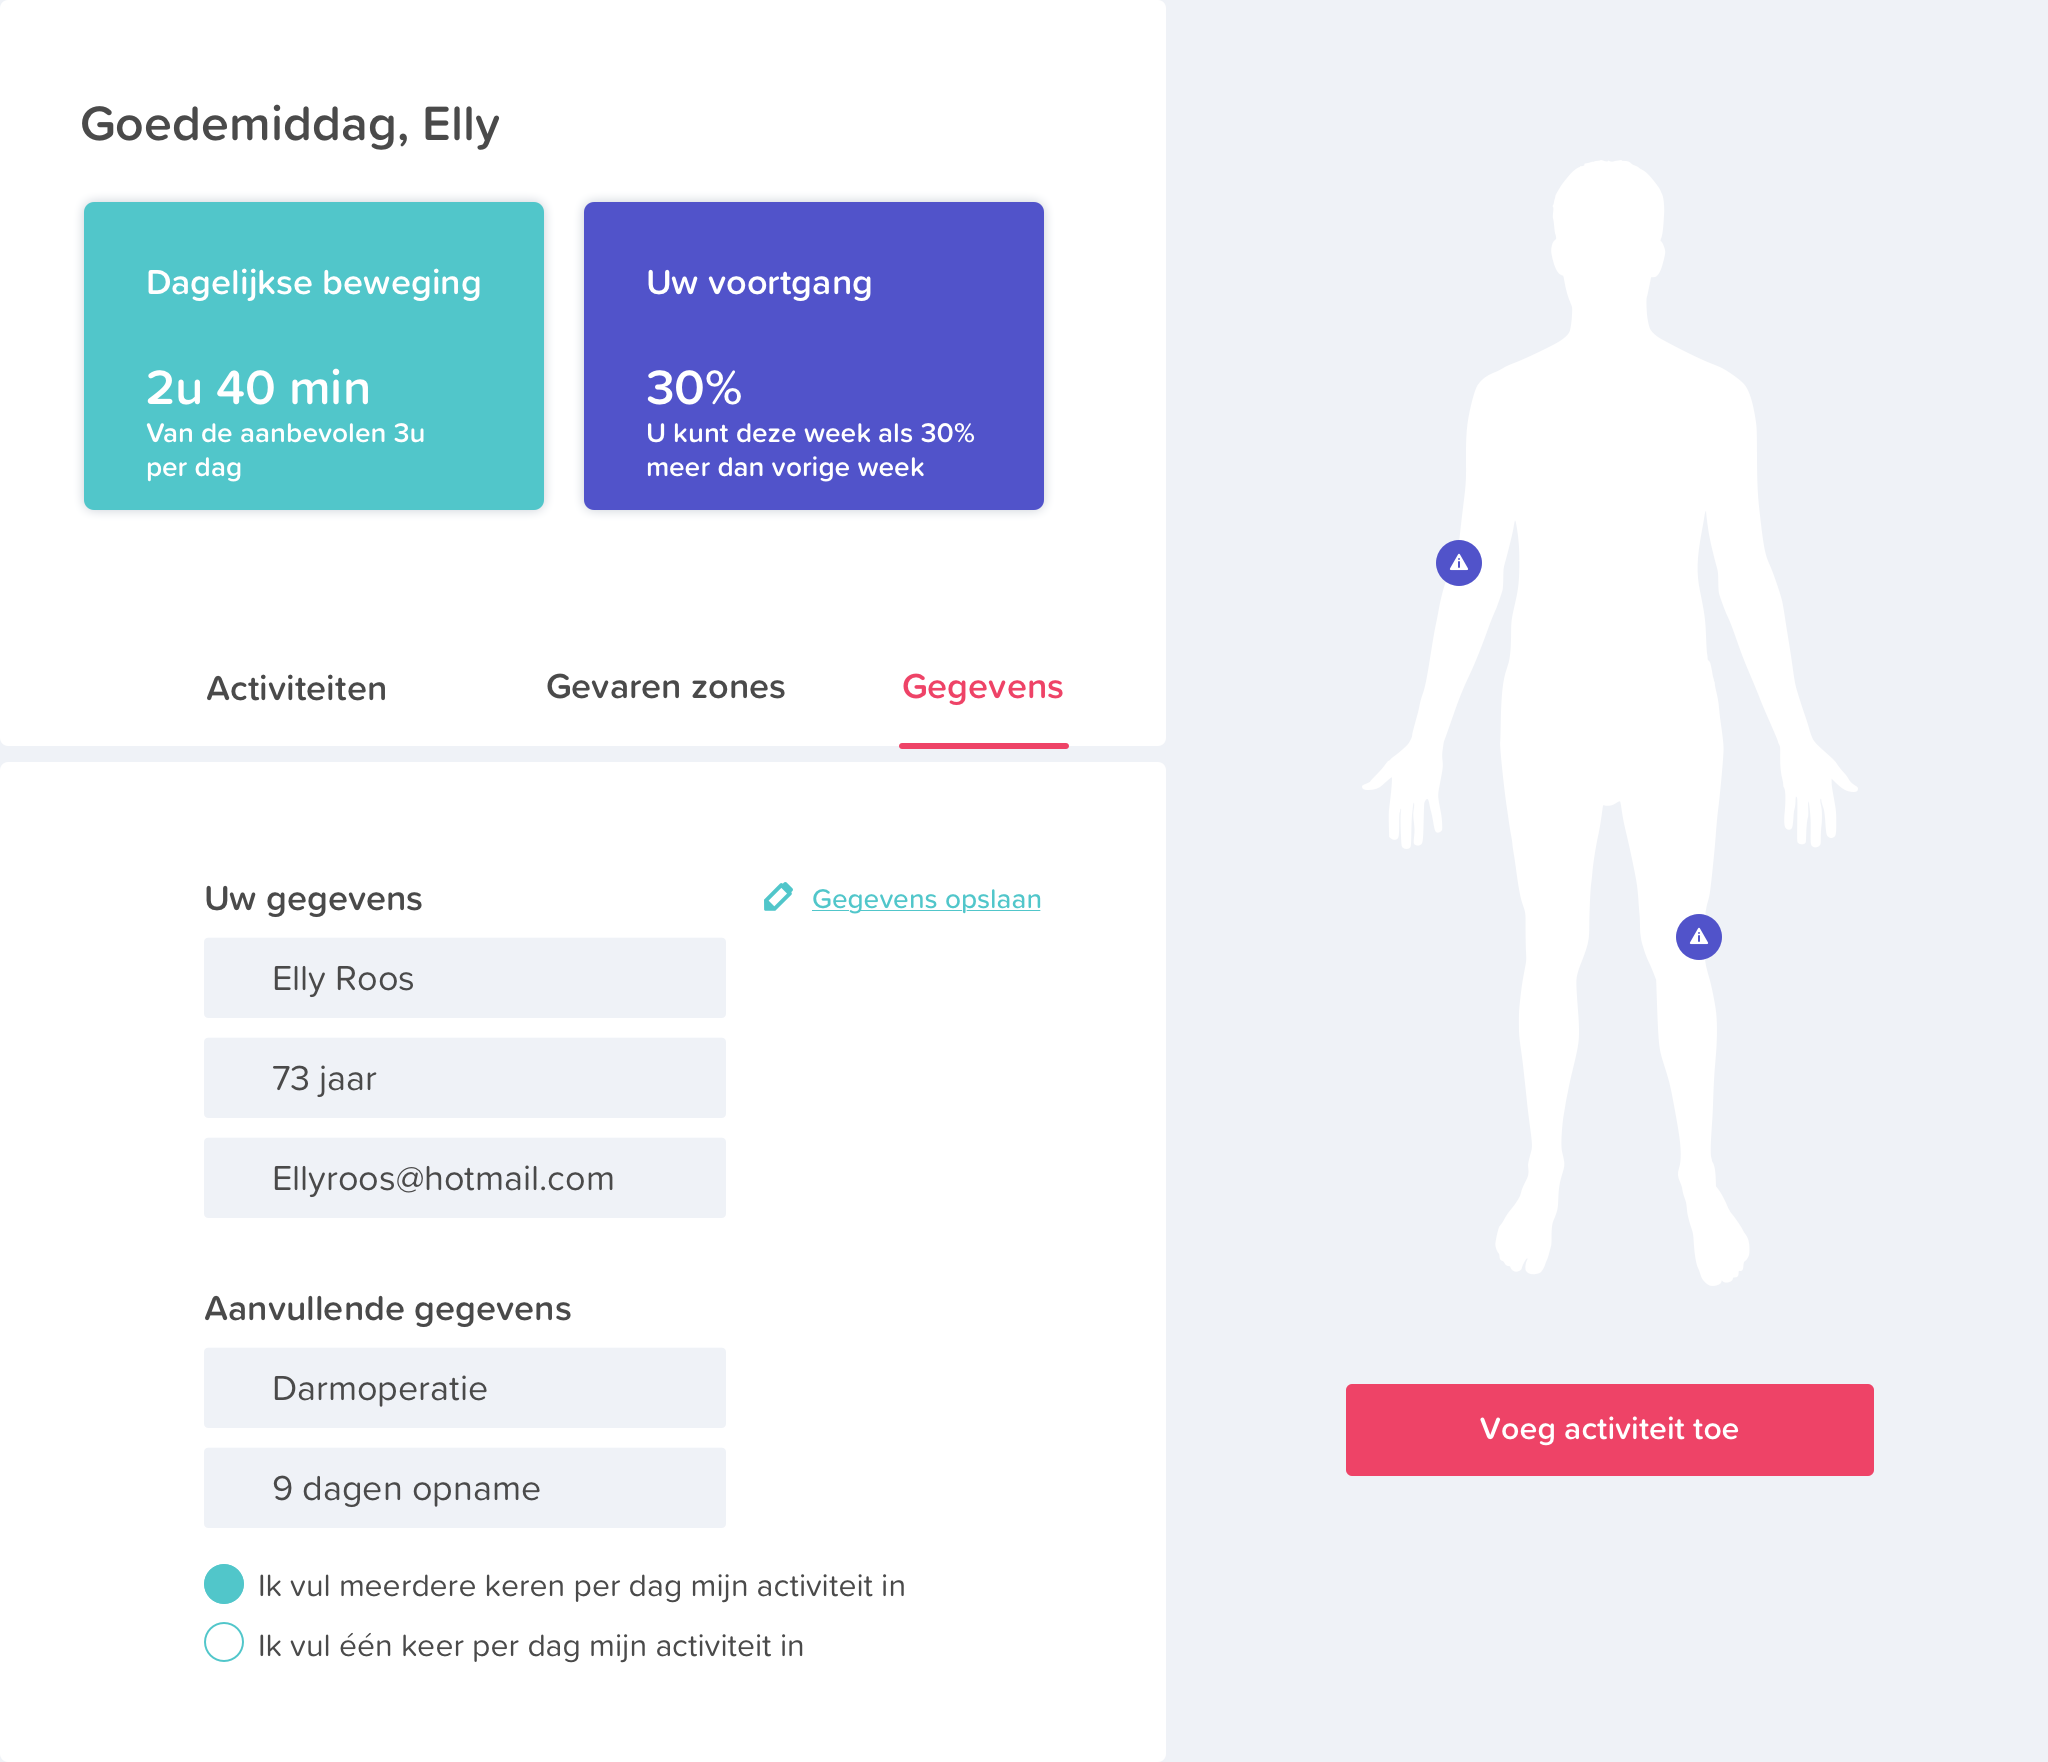 Goedemiddag, Elly
Dagelijkse beweging
2u 40 min
Van de aanbevolen 3u
per dag
Uw voortgang
30%
U kunt deze week als 30%
meer dan vorige week
Activiteiten
Gevaren zones
Gegevens
Uw gegevens
Gegevens opslaan
Elly Roos
73 jaar
Ellyroos@hotmail.com
Aanvullende gegevens
Darmoperatie
9 dagen opname
Ik vul meerdere keren per dag mijn activiteit in
Ik vul één keer per dag mijn activiteit in
Voeg activiteit toe